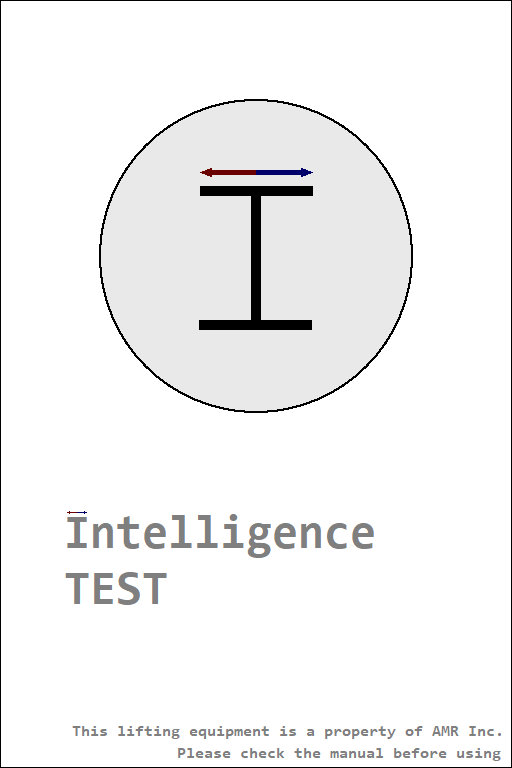 I
Intelligence
TEST
This lifting equipment is a property of AMR Inc.
Please check the manual before using